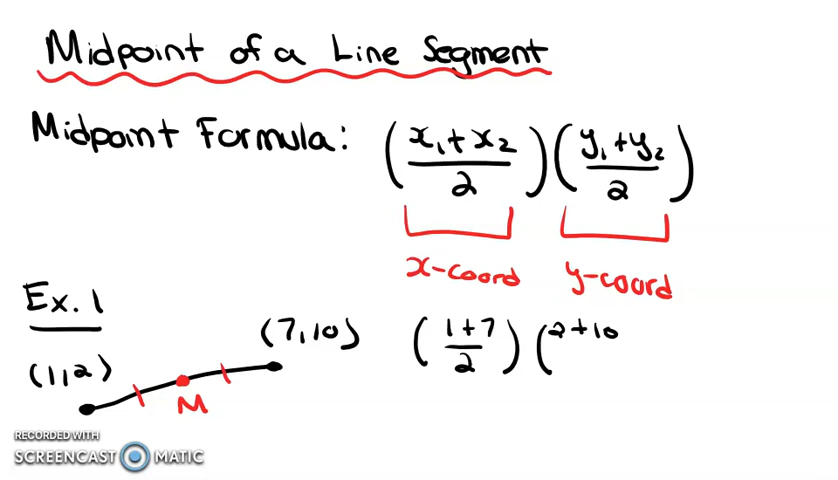 Midpoint of a Line Segment
Midpoint Formula: ((x₁+x₂)/2)((y₁+y₂)/2)
x-coord y-coord
Ex. 1
(1,2) (7,10) ((1+7)/2)(2+10
M
RECORDED WITH
SCREENCAST MATIC